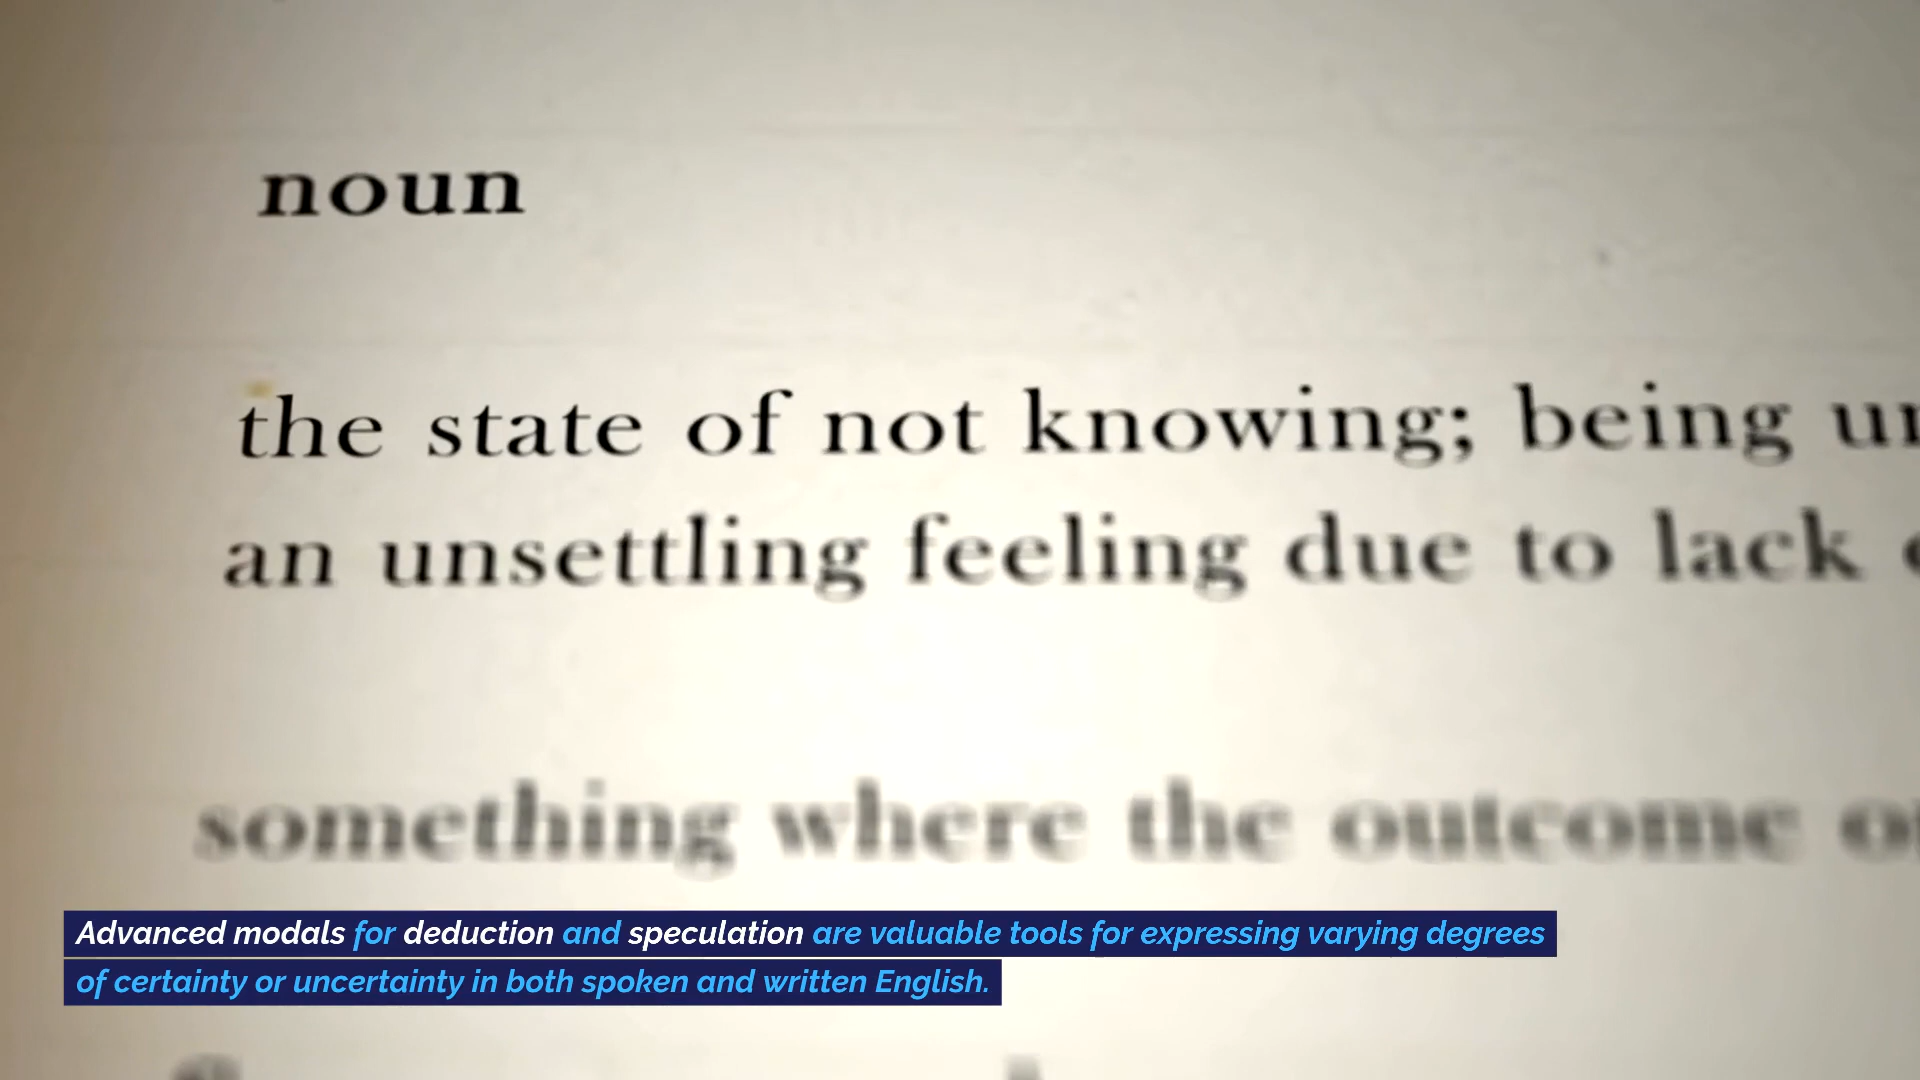 noun
the state of not knowing; being
an unsettling feeling due to lack
something where the outcome
Advanced modals for deduction and speculation are valuable tools for expressing varying degrees
of certainty or uncertainty in both spoken and written English.